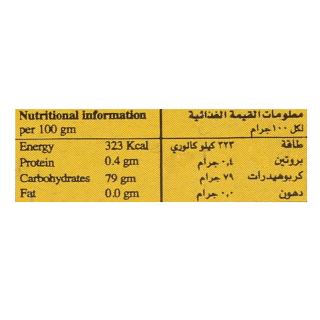 Nutritional information
per 100 gm
Energy 323 Kcal
Protein 0.4 gm
Carbohydrates 79 gm
Fat 0.0 gm
معلومات القيمة الغذائية
لكل ١٠٠ جرام
طاقة ٣٢٣ كيلو كالوري
بروتين ٠,٤ جرام
كربوهيدرات ٧٩ جرام
دهون ٠,٠ جرام